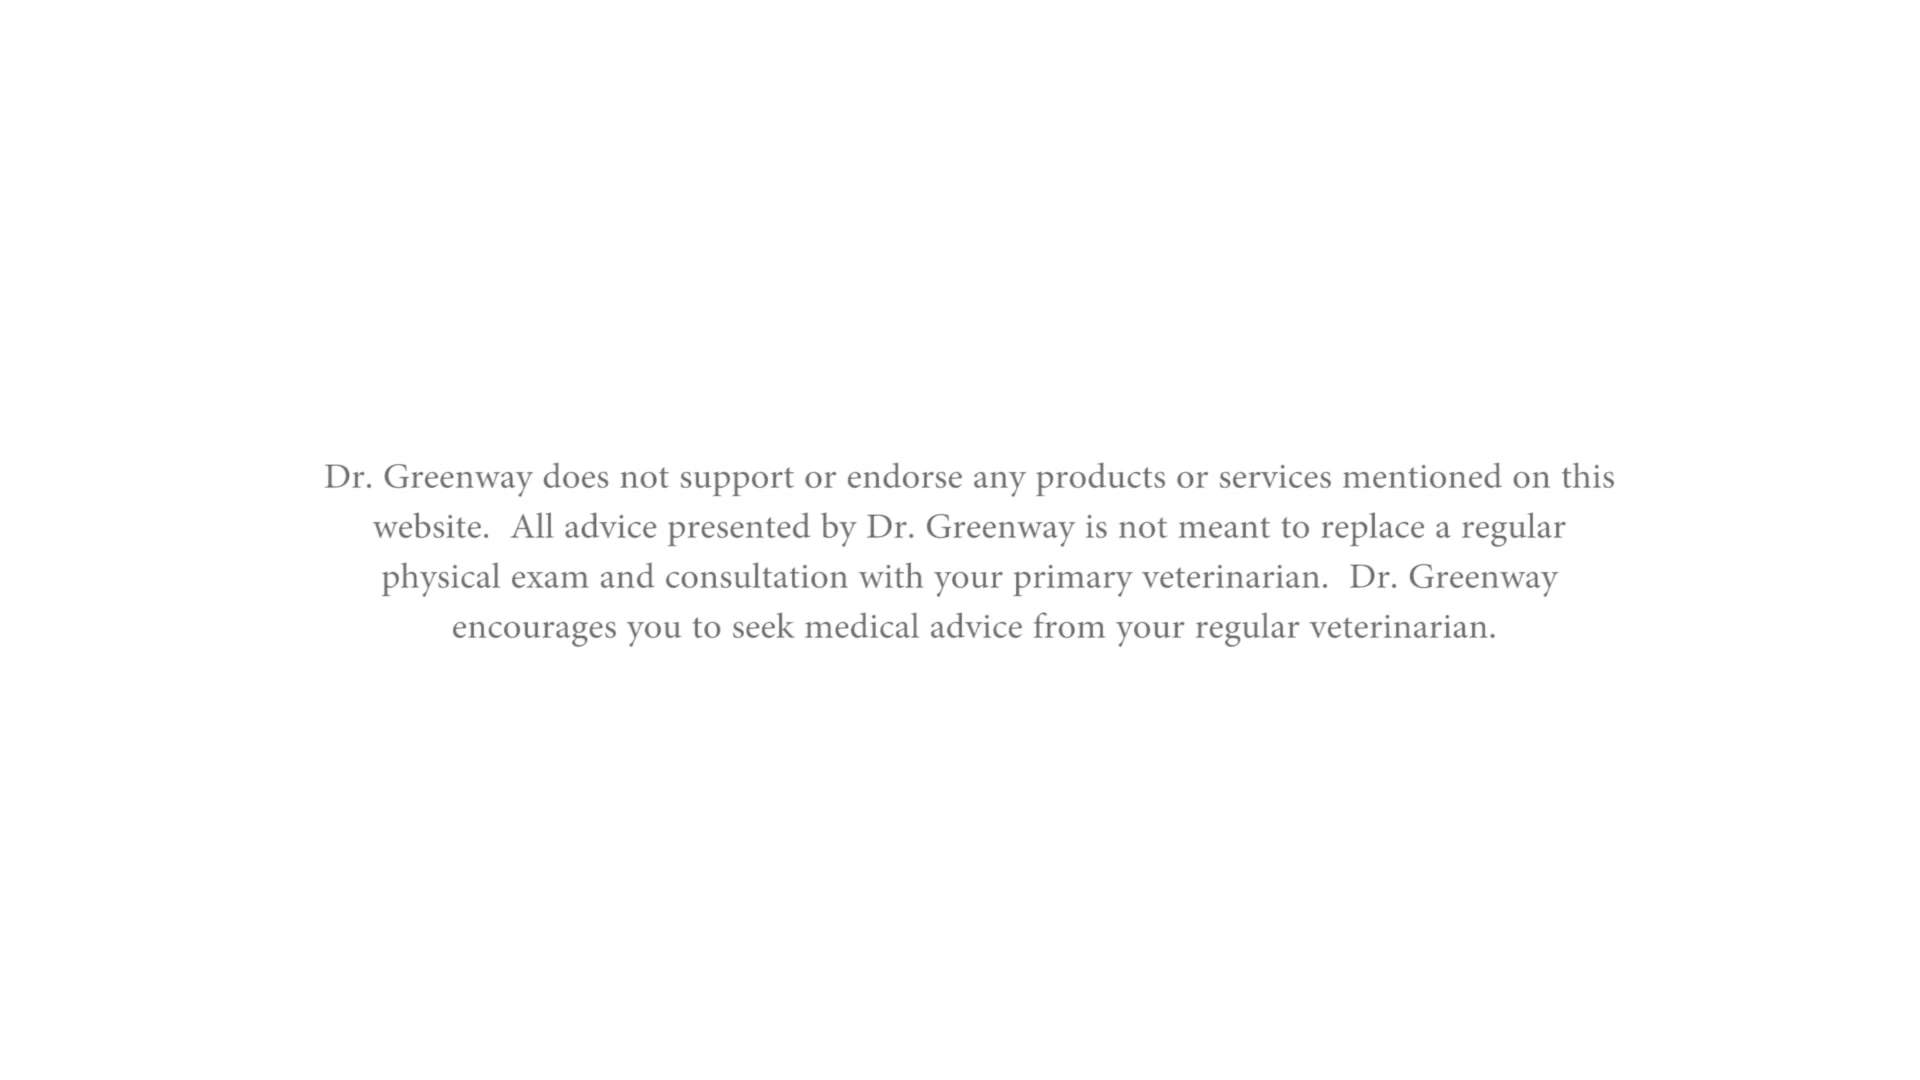 Dr. Greenway does not support or endorse any products or services mentioned on this
website.  All advice presented by Dr. Greenway is not meant to replace a regular
physical exam and consultation with your primary veterinarian.  Dr. Greenway
encourages you to seek medical advice from your regular veterinarian.